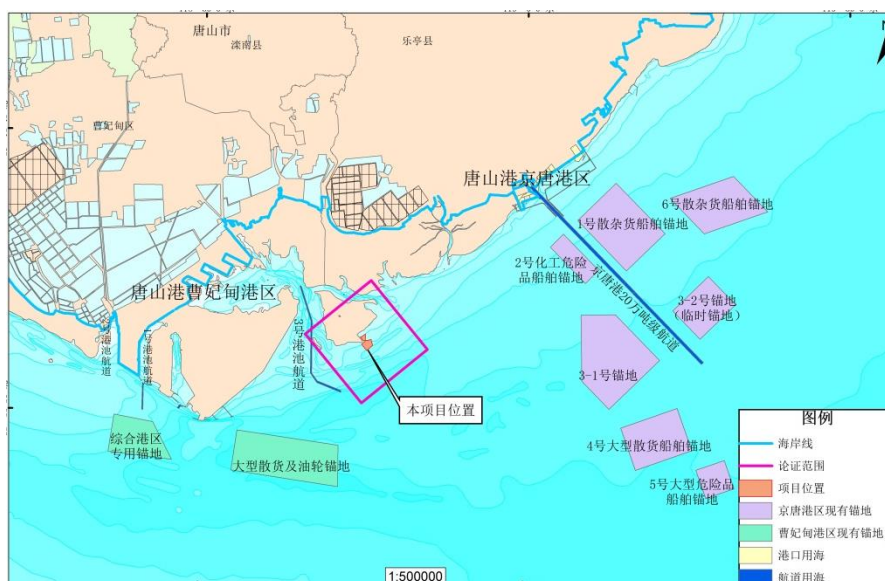 唐山市
滦南县
乐亭县
曹妃甸区
唐山港京唐港区
6号散杂货船舶锚地
1号散杂货船舶锚地
2号化工危险
品船舶锚地
京唐港20万吨级航道
3-2号锚地
（临时锚地）
唐山港曹妃甸港区
3号港池航道
1号港池航道
2号港池航道
3-1号锚地
本项目位置
综合港区
专用锚地
大型散货及油轮锚地
4号大型散货船舶锚地
5号大型危险品
船舶锚地
图例
海岸线
论证范围
项目位置
京唐港区现有锚地
曹妃甸港区现有锚地
港口用海
航道用海
1:500000